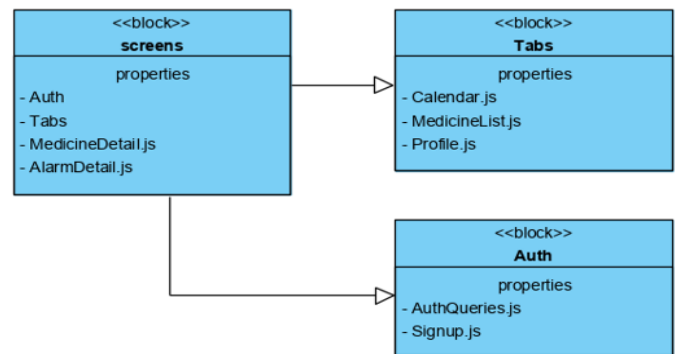 <<block>>
screens
properties
- Auth
- Tabs
- MedicineDetail.js
- AlarmDetail.js
<<block>>
Tabs
properties
- Calendar.js
- MedicineList.js
- Profile.js
<<block>>
Auth
properties
- AuthQueries.js
- Signup.js